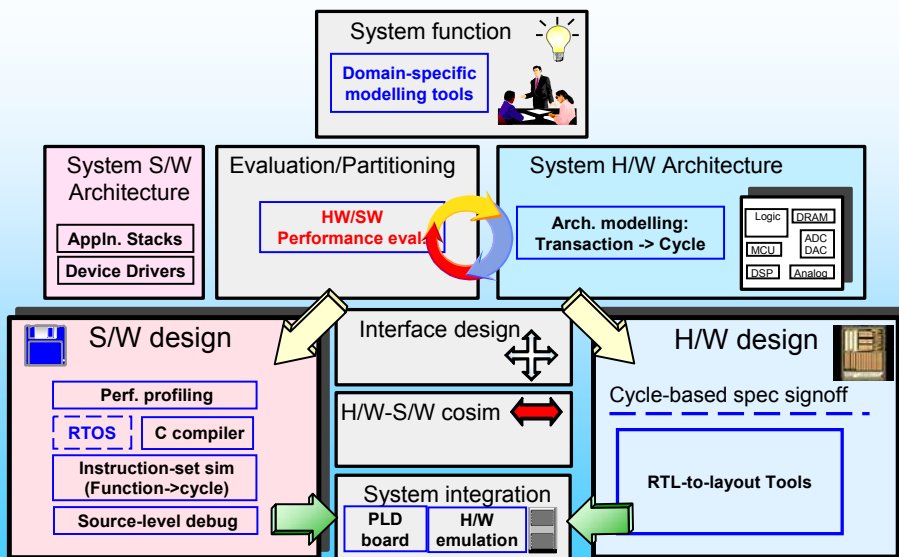 System function
Domain-specific
modelling tools
System S/W
Architecture
Appln. Stacks
Device Drivers
Evaluation/Partitioning
HW/SW
Performance eval.
System H/W Architecture
Arch. modelling:
Transaction -> Cycle
Logic
DRAM
MCU
ADC
DAC
DSP
Analog
S/W design
Perf. profiling
RTOS
C compiler
Instruction-set sim
(Function->cycle)
Source-level debug
Interface design
H/W-S/W cosim
System integration
PLD
board
H/W
emulation
H/W design
Cycle-based spec signoff
RTL-to-layout Tools